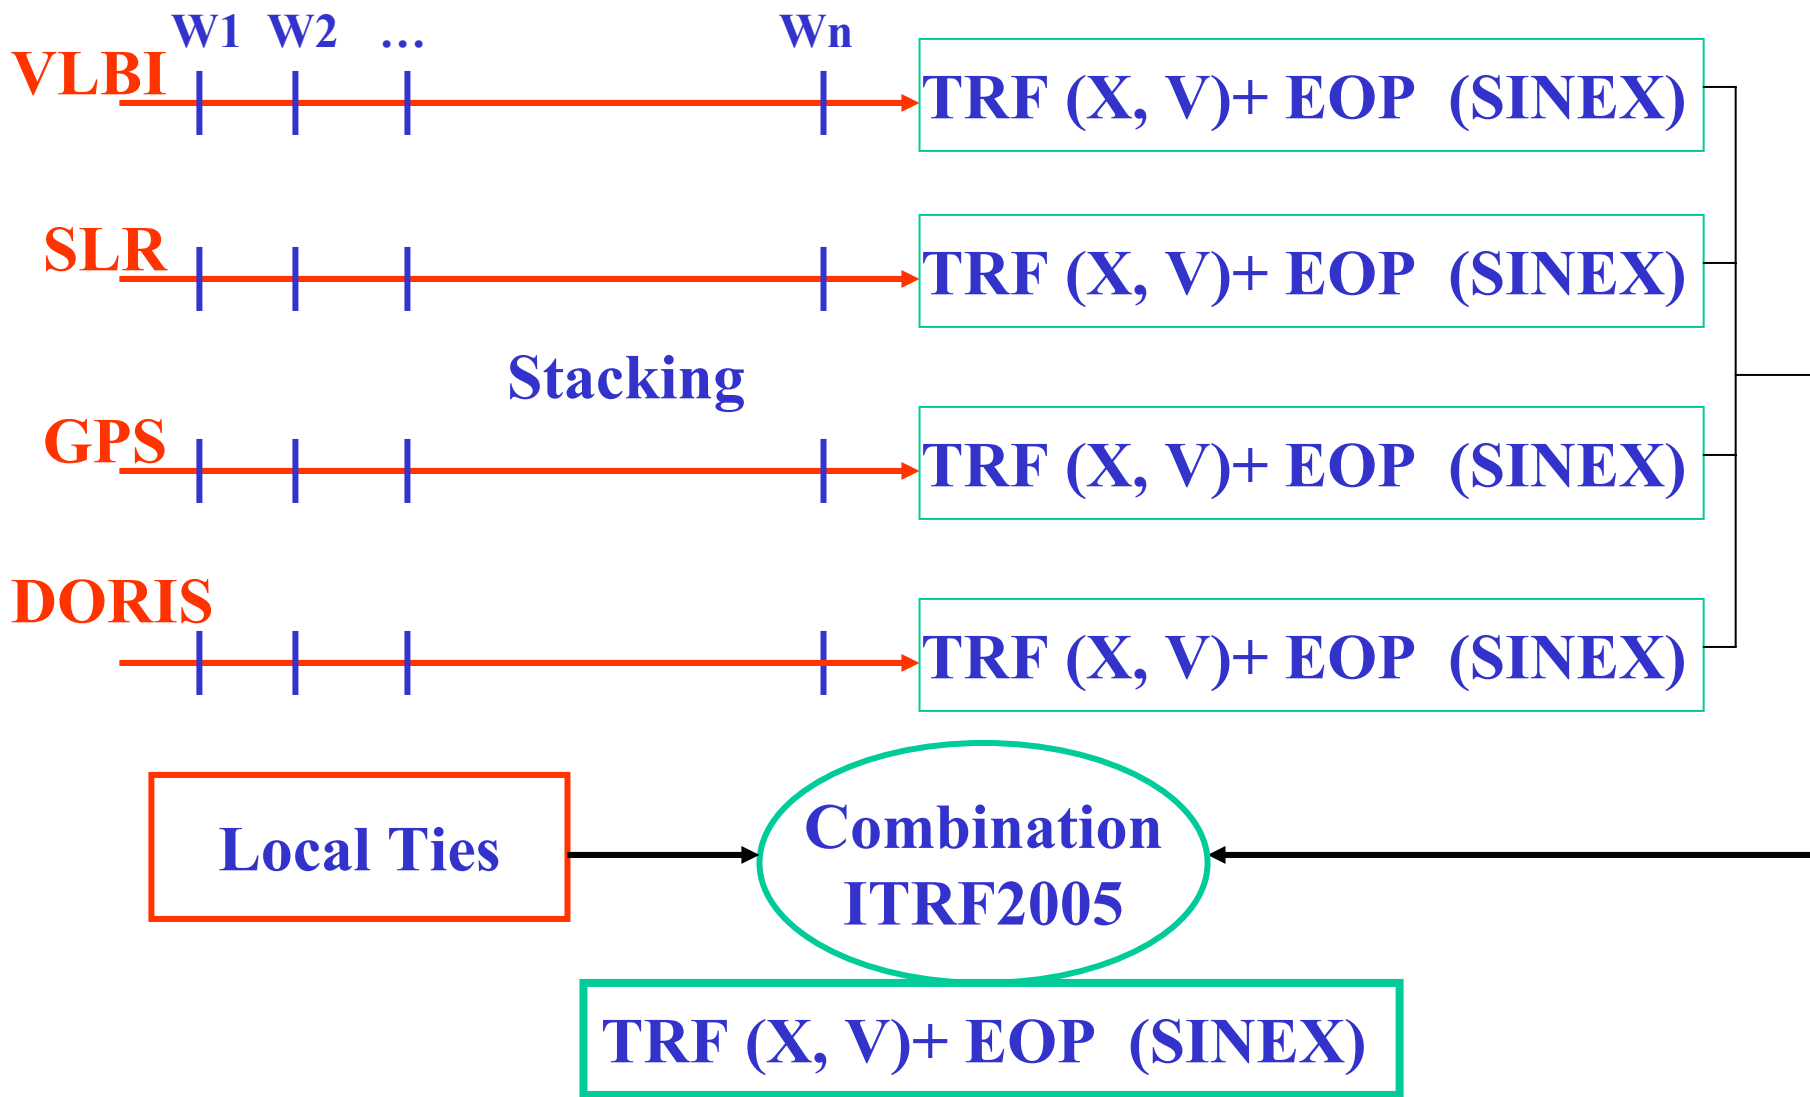 W1 W2 … Wn
VLBI
TRF (X, V)+ EOP (SINEX)
SLR
TRF (X, V)+ EOP (SINEX)
Stacking
GPS
TRF (X, V)+ EOP (SINEX)
DORIS
TRF (X, V)+ EOP (SINEX)
Local Ties
Combination
ITRF2005
TRF (X, V)+ EOP (SINEX)